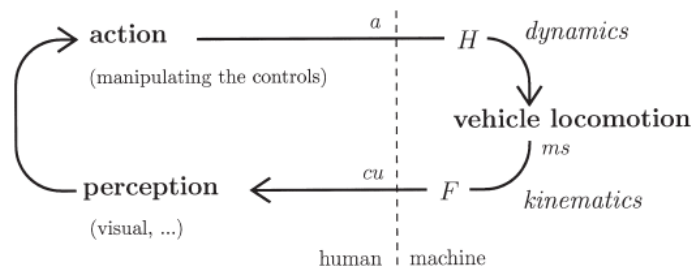 action
a
H
dynamics
(manipulating the controls)
vehicle locomotion
ms
perception
cu
F
kinematics
(visual, ...)
human
machine